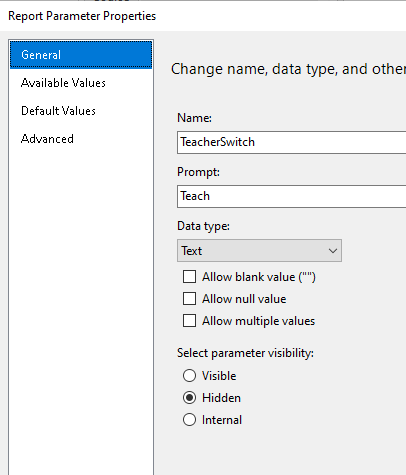 Report Parameter Properties
General
Available Values
Default Values
Advanced
Change name, data type, and other
Name:
TeacherSwitch
Prompt:
Teach
Data type:
Text
Allow blank value ("")
Allow null value
Allow multiple values
Select parameter visibility:
Visible
Hidden
Internal